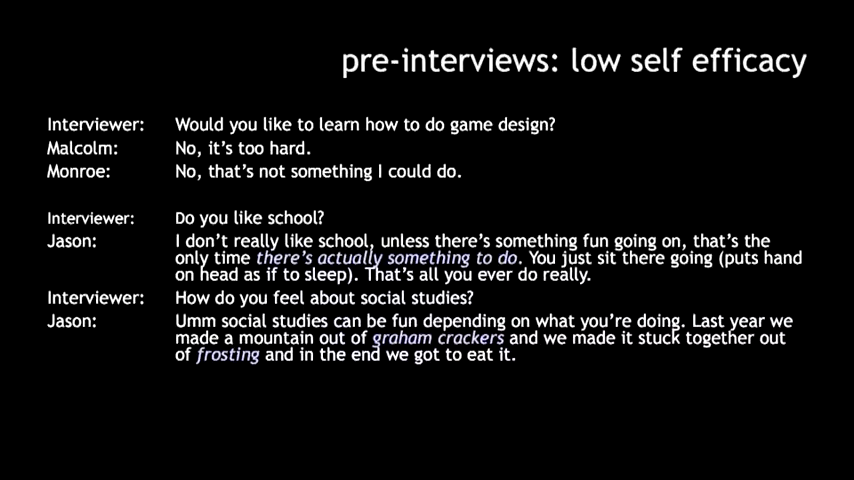 pre-interviews: low self efficacy
Interviewer: Would you like to learn how to do game design?
Malcolm: No, it's too hard.
Monroe: No, that's not something I could do.
Interviewer: Do you like school?
Jason: I don't really like school, unless there's something fun going on, that's the
only time there's actually something to do. You just sit there going (puts hand
on head as if to sleep). That's all you ever do really.
Interviewer: How do you feel about social studies?
Jason: Umm social studies can be fun depending on what you're doing. Last year we
made a mountain out of graham crackers and we made it stuck together out
of frosting and in the end we got to eat it.